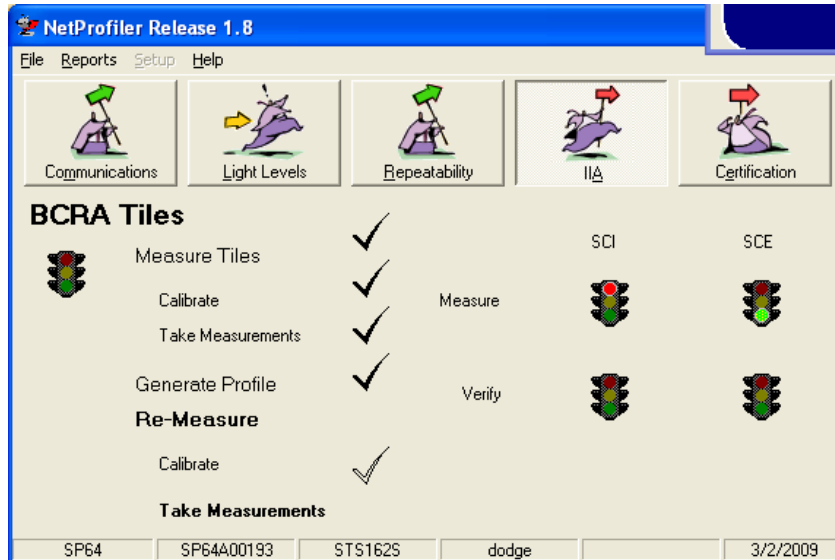 NetProfiler Release 1.8
File Reports Setup Help
Communications Light Levels Repeatability IIA Certification
BCRA Tiles
SCI SCE
Measure Tiles
Calibrate Measure
Take Measurements
Generate Profile
Verify
Re-Measure
Calibrate
Take Measurements
SP64 SP64A00193 STS162S dodge 3/2/2009